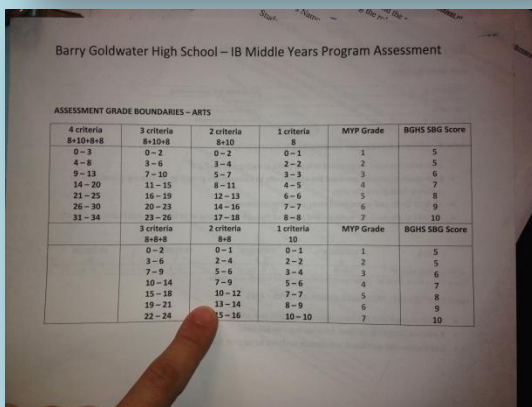 Start-
Name
Barry Goldwater High School – IB Middle Years Program Assessment
ASSESSMENT GRADE BOUNDARIES – ARTS
4 criteria 3 criteria 2 criteria 1 criteria MYP Grade BGHS SBG Score
8+10+8+8 8+10+8 8+10 8
0 – 3 0 – 2 0 – 2 0 – 1 1 5
4 – 8 3 – 6 3 – 4 2 – 2 2 5
9 – 13 7 – 10 5 – 7 3 – 3 3 6
14 – 20 11 – 15 8 – 11 4 – 5 4 7
21 – 25 16 – 19 12 – 13 6 – 6 5 8
26 – 30 20 – 23 14 – 16 7 – 7 6 9
31 – 34 23 – 26 17 – 18 8 – 8 7 10
3 criteria 2 criteria 1 criteria MYP Grade BGHS SBG Score
8+8+8 8+8 10
0 – 2 0 – 1 0 – 1 1 5
3 – 6 2 – 4 2 – 2 2 5
7 – 9 5 – 6 3 – 4 3 6
10 – 14 7 – 9 5 – 6 4 7
15 – 18 10 – 12 7 – 7 5 8
19 – 21 13 – 14 8 – 9 6 9
22 – 24 15 – 16 10 – 10 7 10